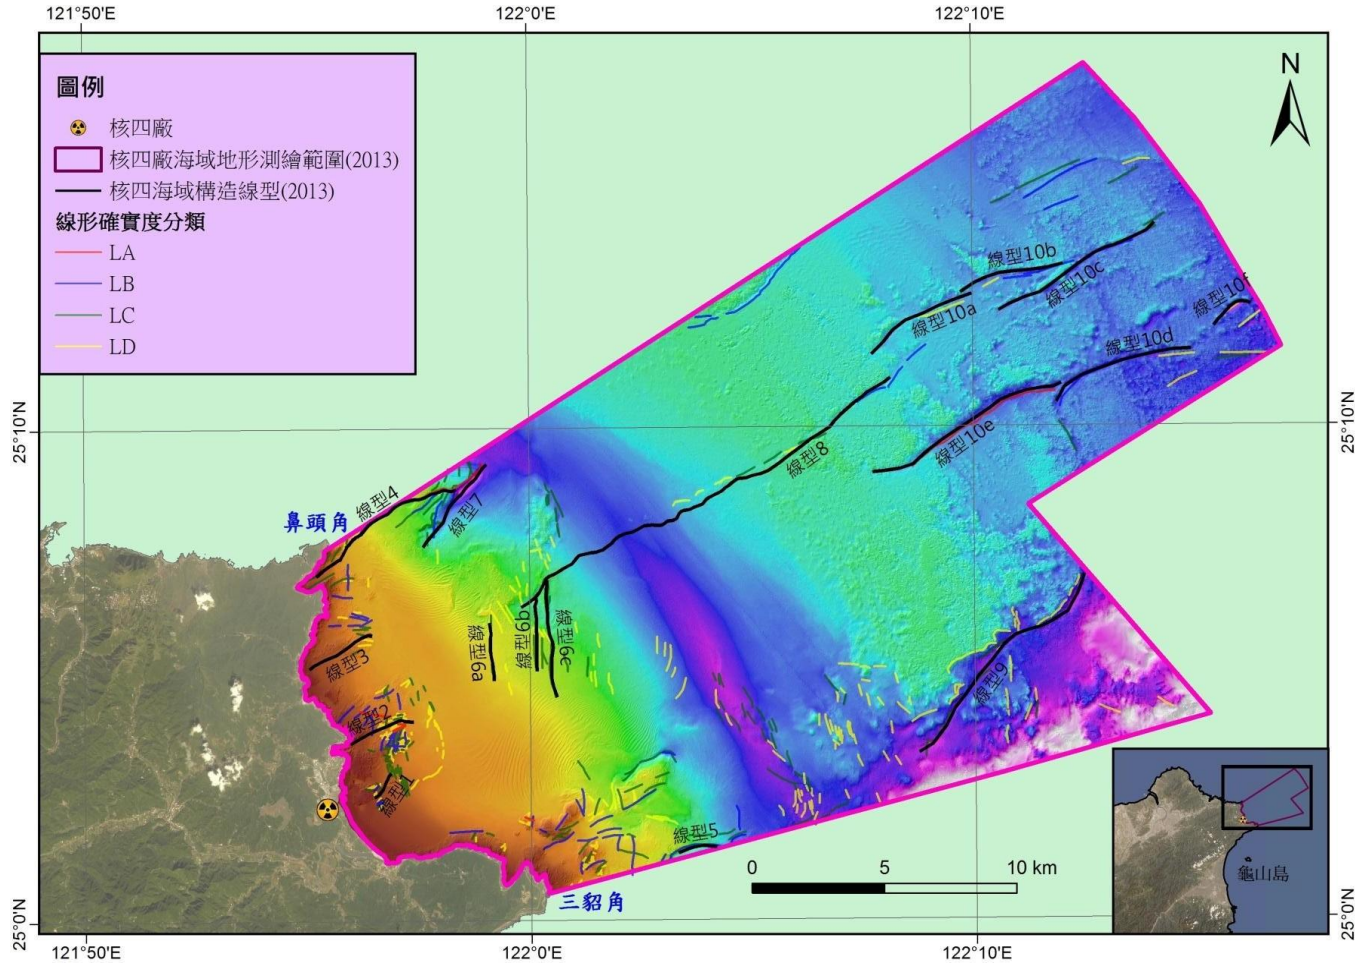 121°50'E
122°0'E
122°10'E
N
圖例
核四廠
核四廠海域地形測繪範圍(2013)
核四海域構造線型(2013)
線形確實度分類
LA
LB
LC
LD
線型10b
線型10c
線型10a
線型10f
線型10d
線型10e
線型8
25°10'N
25°10'N
線型4
線型7
鼻頭角
線型6a
線型6b
線型6c
線型3
線型9
線型2
線型1
線型5
三貂角
0
5
10 km
龜山島
25°0'N
25°0'N
121°50'E
122°0'E
122°10'E